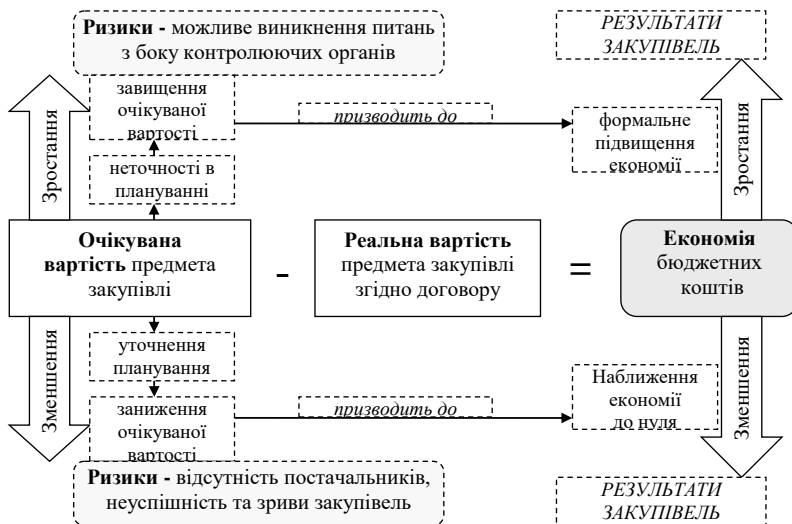 Ризики - можливе виникнення питань
з боку контролюючих органів
РЕЗУЛЬТАТИ
ЗАКУПІВЕЛЬ
Зростання
завищення
очікуваної
вартості
призводить до
формальне
підвищення
економії
Зростання
неточності в
плануванні
Очікувана
вартість предмета
закупівлі
-
Реальна вартість
предмета закупівлі
згідно договору
=
Економія
бюджетних
коштів
Зменшення
уточнення
планування
заниження
очікуваної
вартості
призводить до
Наближення
економії
до нуля
Зменшення
Ризики - відсутність постачальників,
неуспішність та зриви закупівель
РЕЗУЛЬТАТИ
ЗАКУПІВЕЛЬ